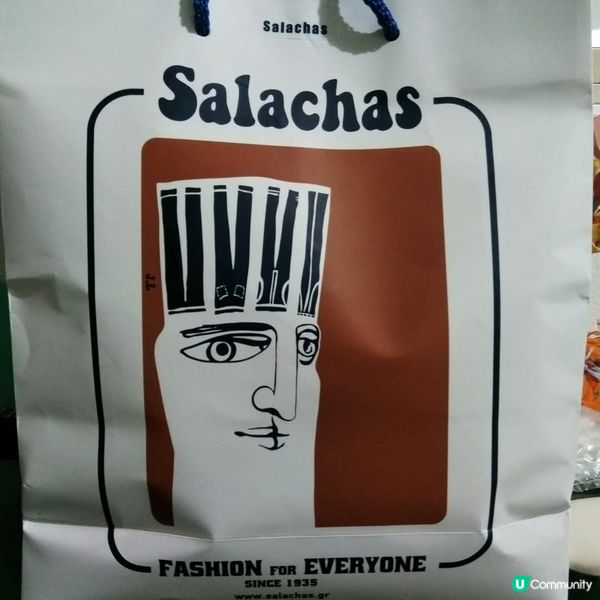 Salachas
Salachas
J.T.
FASHION FOR EVERYONE
SINCE 1935
www.salachas.gr
U Community